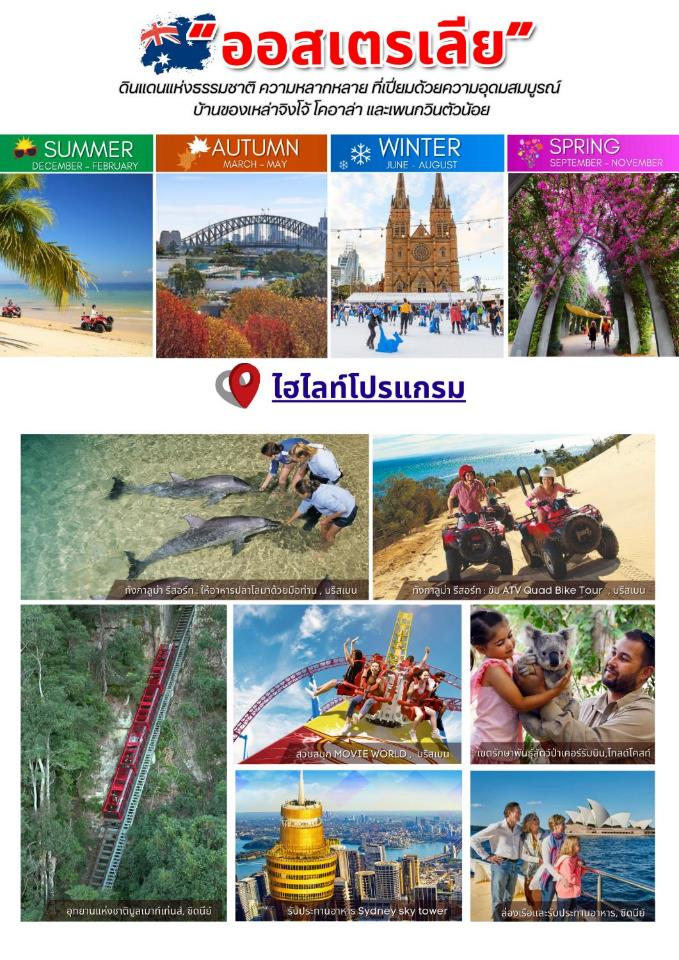 "ออสเตรเลีย"
ดินแดนแห่งธรรมชาติ ความหลากหลาย ที่เปี่ยมด้วยความอุดมสมบูรณ์
บ้านของเหล่าจิงโจ้ โคอาล่า และเพนกวินตัวน้อย
SUMMER
DECEMBER - FEBRUARY
AUTUMN
MARCH - MAY
WINTER
JUNE - AUGUST
SPRING
SEPTEMBER - NOVEMBER
ไฮไลท์โปรแกรม
ทังกาลูม่า รีสอร์ท : ให้อาหารปลาโลมาด้วยมือท่าน , บริสเบน
ทังกาลูม่า รีสอร์ท : ขับ ATV Quad Bike Tour , บริสเบน
สวนสนุก MOVIE WORLD , บริสเบน
เขตรักษาพันธุ์สัตว์ป่าเคอร์รัมบิน,โกลด์โคสท์
อุทยานแห่งชาติบูลเมาท์เท่นส์, ซิดนีย์
รับประทานอาหาร Sydney sky tower
ล่องเรือและรับประทานอาหาร, ซิดนีย์